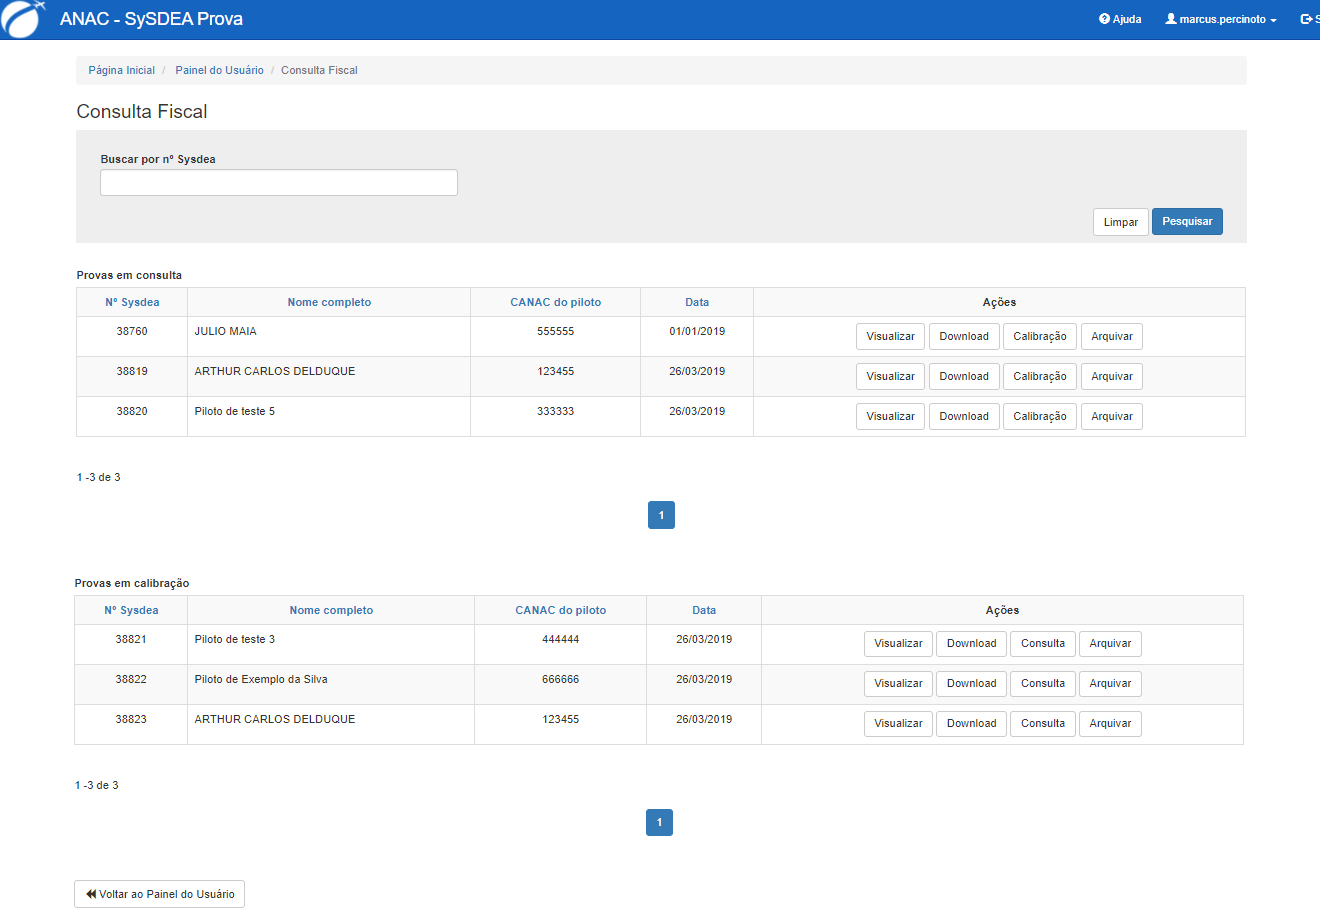 ANAC - SySDEA Prova
Ajuda marcus.percinoto S
Página Inicial / Painel do Usuário / Consulta Fiscal
Consulta Fiscal
Buscar por nº Sysdea
Limpar Pesquisar
Provas em consulta
Nº Sysdea Nome completo CANAC do piloto Data Ações
38760 JULIO MAIA 555555 01/01/2019 Visualizar Download Calibração Arquivar
38819 ARTHUR CARLOS DELDUQUE 123455 26/03/2019 Visualizar Download Calibração Arquivar
38820 Piloto de teste 5 333333 26/03/2019 Visualizar Download Calibração Arquivar
1 -3 de 3
1
Provas em calibração
Nº Sysdea Nome completo CANAC do piloto Data Ações
38821 Piloto de teste 3 444444 26/03/2019 Visualizar Download Consulta Arquivar
38822 Piloto de Exemplo da Silva 666666 26/03/2019 Visualizar Download Consulta Arquivar
38823 ARTHUR CARLOS DELDUQUE 123455 26/03/2019 Visualizar Download Consulta Arquivar
1 -3 de 3
1
Voltar ao Painel do Usuário